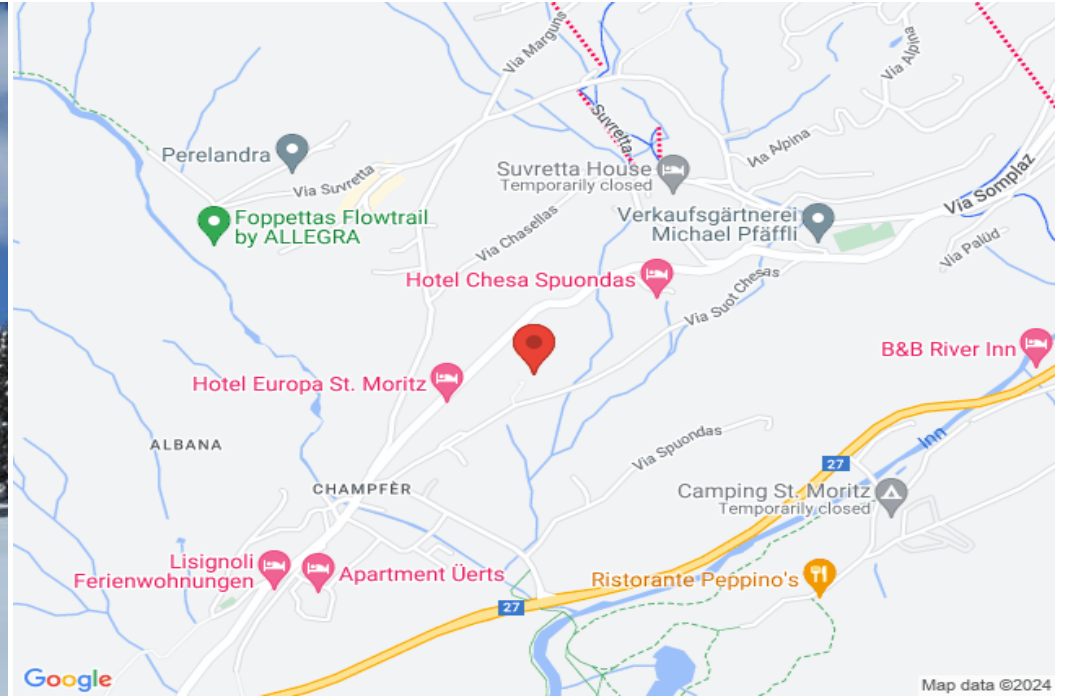 Via Marguns
Via Alpina
Perelandra
Suvretta
Via Alpina
Via Suvretta
Suvretta House
Temporarily closed
Via Somplaz
Foppettas Flowtrail
by ALLEGRA
Via Chasellas
Verkaufsgärtnerei
Michael Pfäffli
Via Palüd
Hotel Chesa Spuondas
Via Suot Chesas
B&B River Inn
Hotel Europa St. Moritz
ALBANA
Via Spuondas
Inn
27
CHAMPFÈR
Camping St. Moritz
Temporarily closed
Lisignoli
Ferienwohnungen
Apartment Üerts
Ristorante Peppino's
27
Google
Map data ©2024